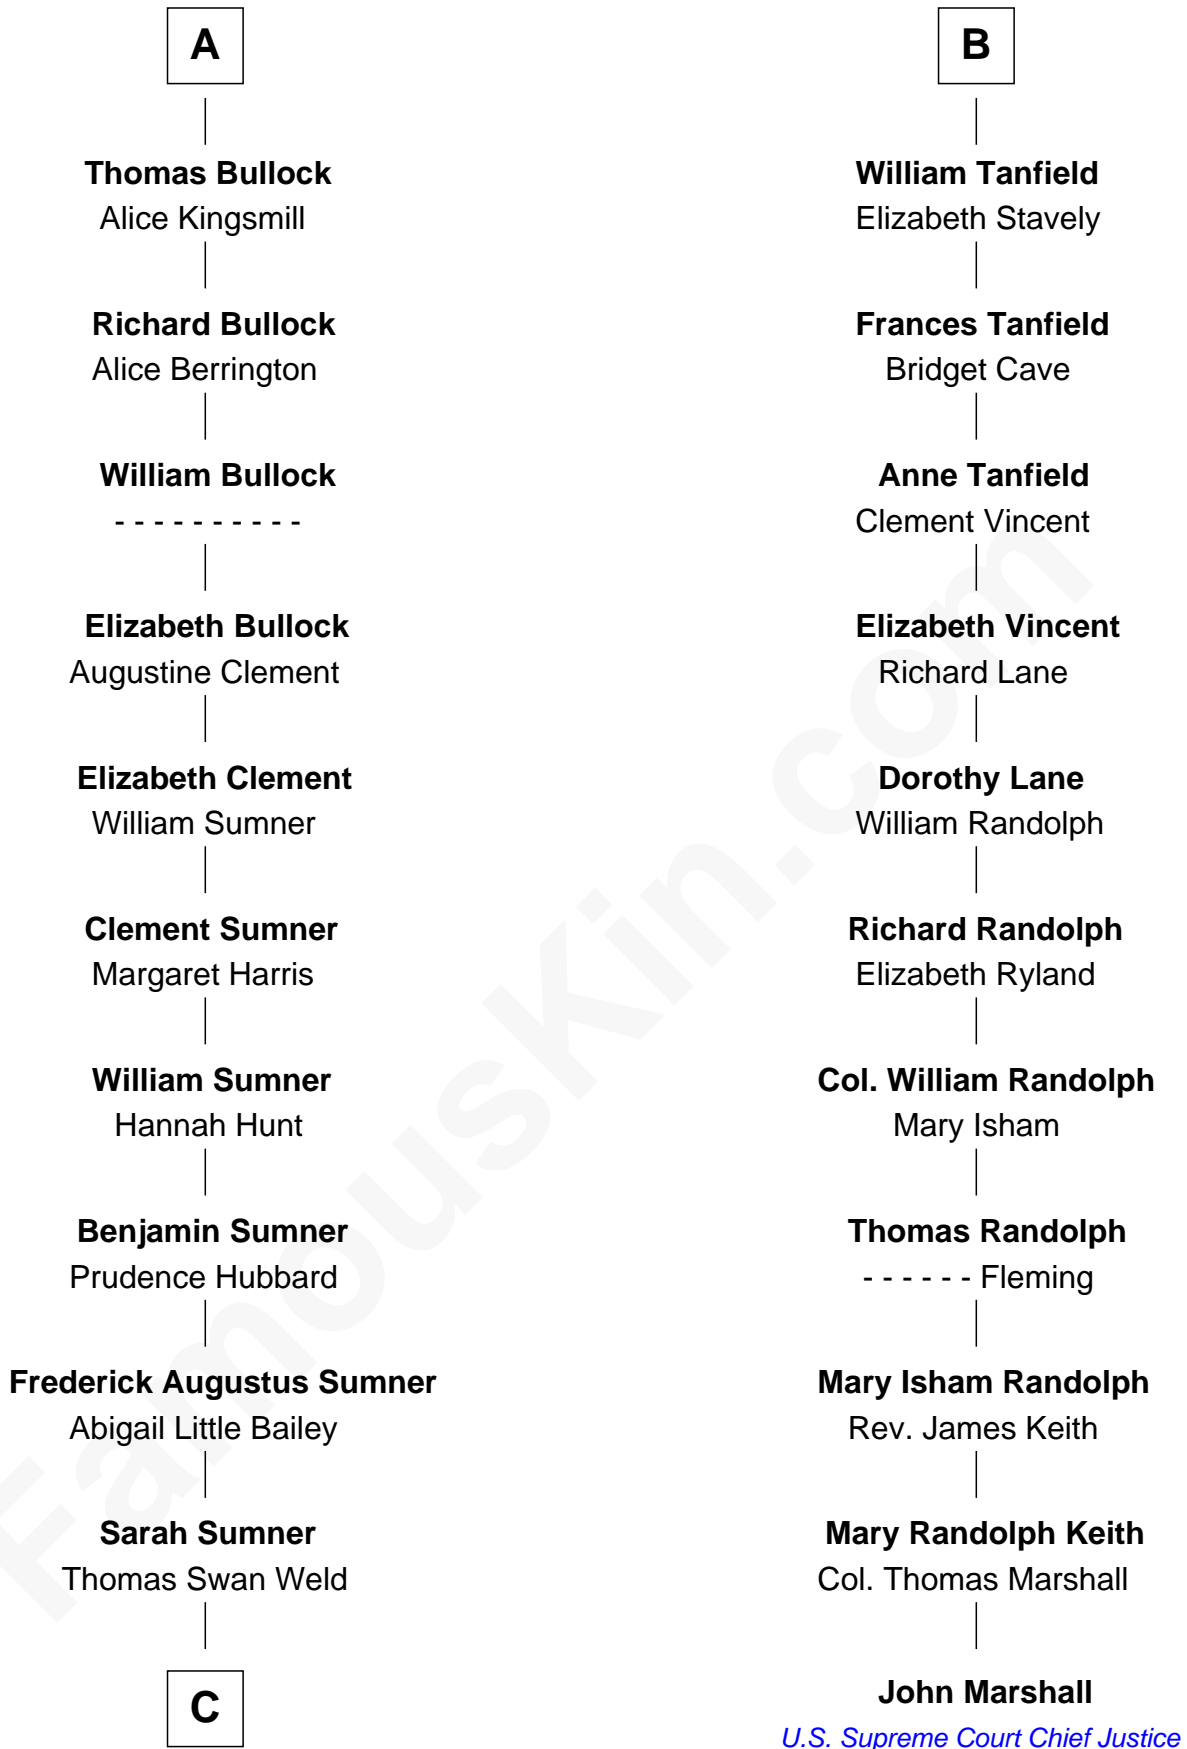 A
Thomas Bullock
Alice Kingsmill
Richard Bullock
Alice Berrington
William Bullock
- - - - - - - - - -
Elizabeth Bullock
Augustine Clement
Elizabeth Clement
William Sumner
Clement Sumner
Margaret Harris
William Sumner
Hannah Hunt
Benjamin Sumner
Prudence Hubbard
Frederick Augustus Sumner
Abigail Little Bailey
Sarah Sumner
Thomas Swan Weld
C
B
William Tanfield
Elizabeth Stavely
Frances Tanfield
Bridget Cave
Anne Tanfield
Clement Vincent
Elizabeth Vincent
Richard Lane
Dorothy Lane
William Randolph
Richard Randolph
Elizabeth Ryland
Col. William Randolph
Mary Isham
Thomas Randolph
- - - - - - Fleming
Mary Isham Randolph
Rev. James Keith
Mary Randolph Keith
Col. Thomas Marshall
John Marshall
U.S. Supreme Court Chief Justice
FamousKin.com